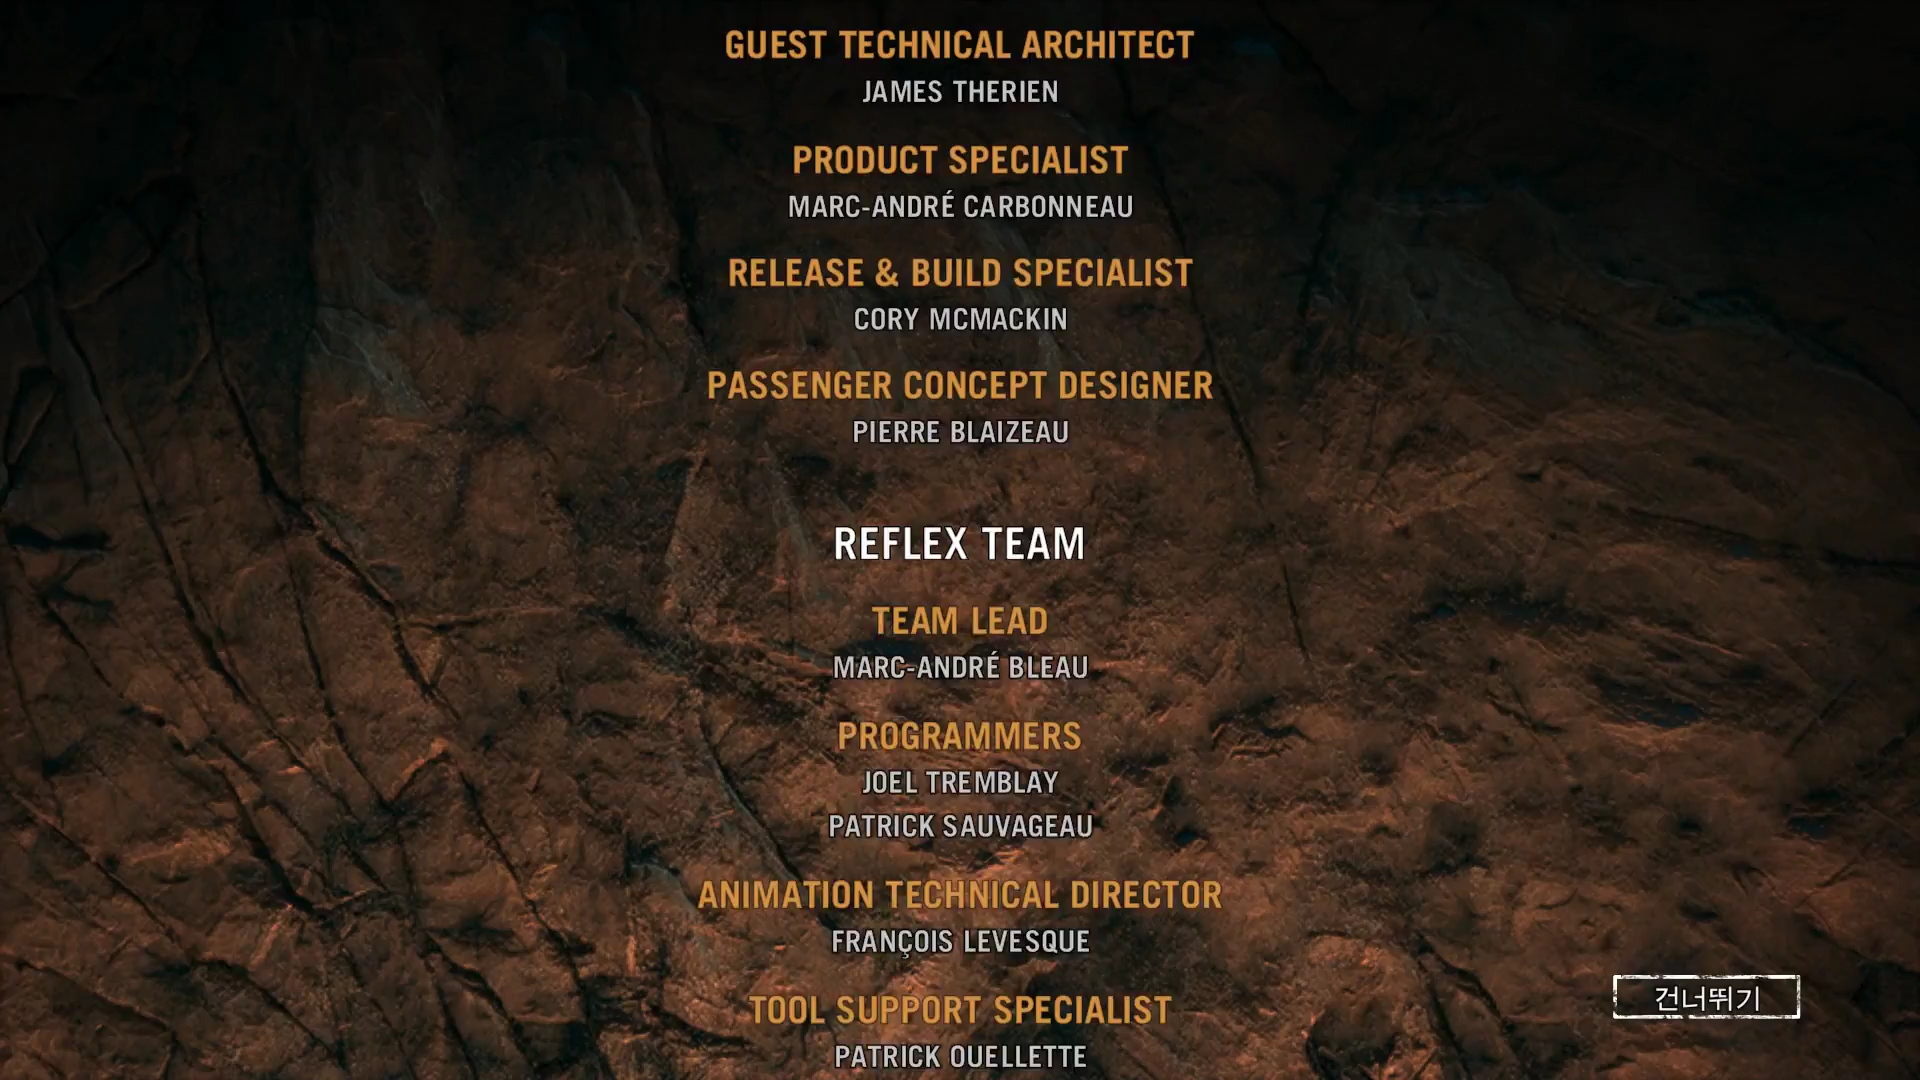 GUEST TECHNICAL ARCHITECT
JAMES THERIEN
PRODUCT SPECIALIST
MARC-ANDRÉ CARBONNEAU
RELEASE & BUILD SPECIALIST
CORY MCMACKIN
PASSENGER CONCEPT DESIGNER
PIERRE BLAIZEAU
REFLEX TEAM
TEAM LEAD
MARC-ANDRÉ BLEAU
PROGRAMMERS
JOEL TREMBLAY
PATRICK SAUVAGEAU
ANIMATION TECHNICAL DIRECTOR
FRANÇOIS LEVESQUE
TOOL SUPPORT SPECIALIST
PATRICK OUELLETTE
건너뛰기